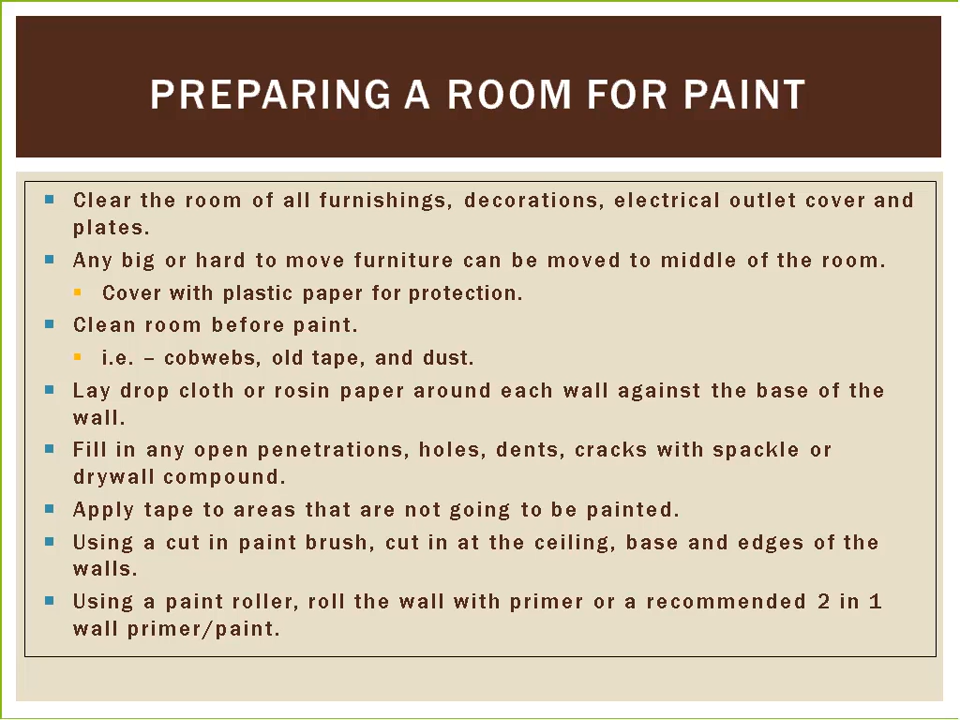 PREPARING A ROOM FOR PAINT
Clear the room of all furnishings, decorations, electrical outlet cover and
plates.
Any big or hard to move furniture can be moved to middle of the room.
Cover with plastic paper for protection.
Clean room before paint.
i.e. – cobwebs, old tape, and dust.
Lay drop cloth or rosin paper around each wall against the base of the
wall.
Fill in any open penetrations, holes, dents, cracks with spackle or
drywall compound.
Apply tape to areas that are not going to be painted.
Using a cut in paint brush, cut in at the ceiling, base and edges of the
walls.
Using a paint roller, roll the wall with primer or a recommended 2 in 1
wall primer/paint.